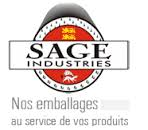 SAGE
INDUSTRIES
Nos emballages
au service de vos produits